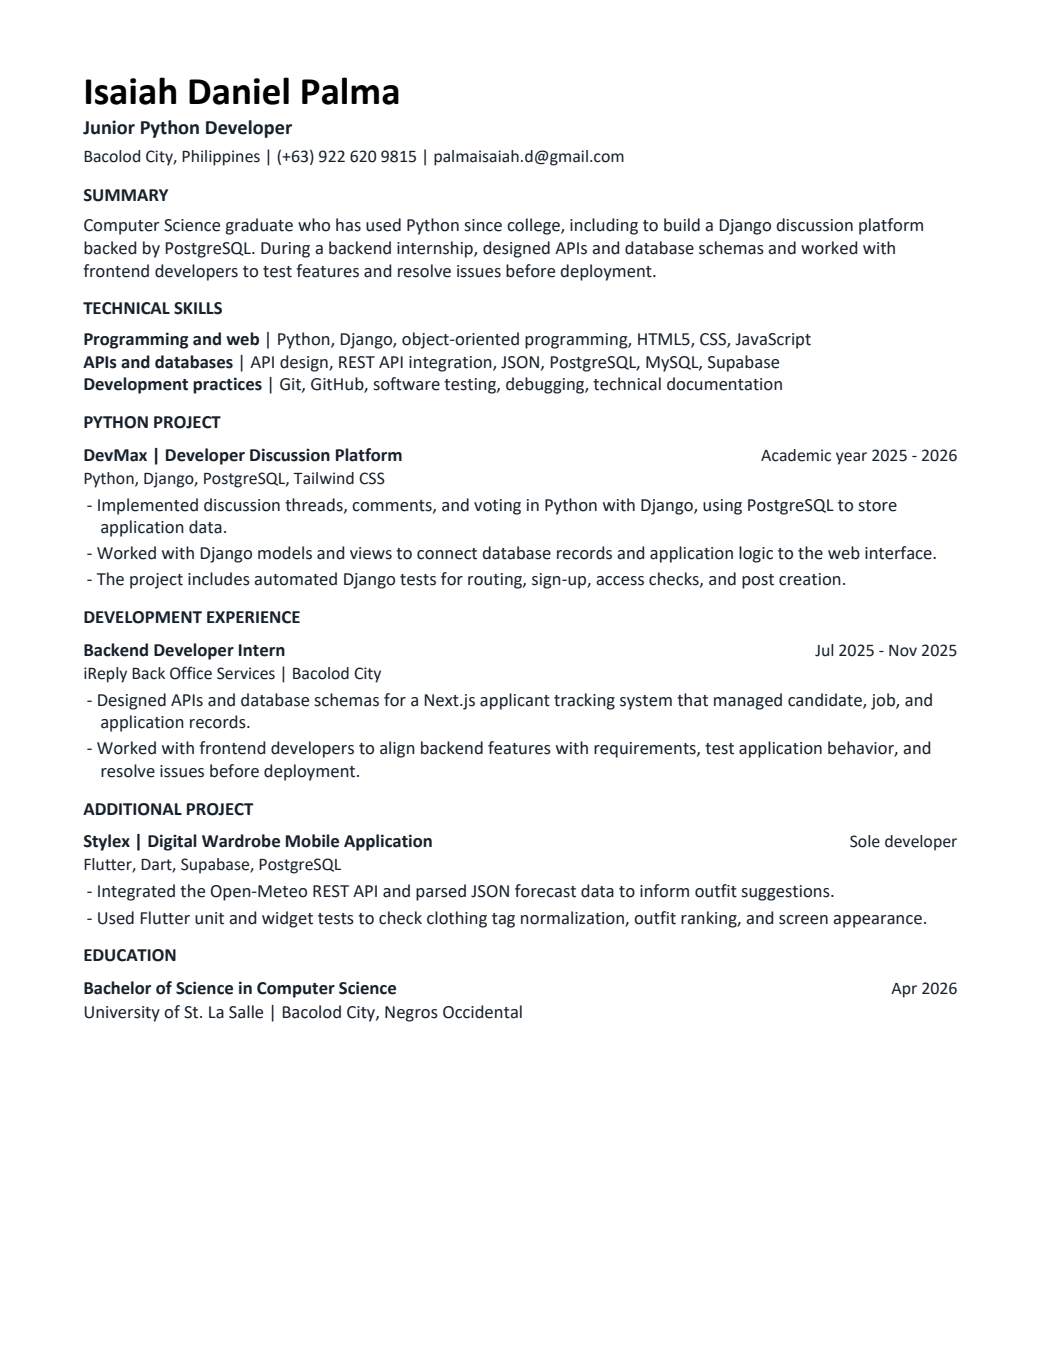 Isaiah Daniel Palma
Junior Python Developer
Bacolod City, Philippines | (+63) 922 620 9815 | palmaisaiah.d@gmail.com
SUMMARY
Computer Science graduate who has used Python since college, including to build a Django discussion platform
backed by PostgreSQL. During a backend internship, designed APIs and database schemas and worked with
frontend developers to test features and resolve issues before deployment.
TECHNICAL SKILLS
Programming and web | Python, Django, object-oriented programming, HTML5, CSS, JavaScript
APIs and databases | API design, REST API integration, JSON, PostgreSQL, MySQL, Supabase
Development practices | Git, GitHub, software testing, debugging, technical documentation
PYTHON PROJECT
DevMax | Developer Discussion Platform Academic year 2025 - 2026
Python, Django, PostgreSQL, Tailwind CSS
- Implemented discussion threads, comments, and voting in Python with Django, using PostgreSQL to store
application data.
- Worked with Django models and views to connect database records and application logic to the web interface.
- The project includes automated Django tests for routing, sign-up, access checks, and post creation.
DEVELOPMENT EXPERIENCE
Backend Developer Intern Jul 2025 - Nov 2025
iReply Back Office Services | Bacolod City
- Designed APIs and database schemas for a Next.js applicant tracking system that managed candidate, job, and
application records.
- Worked with frontend developers to align backend features with requirements, test application behavior, and
resolve issues before deployment.
ADDITIONAL PROJECT
Stylex | Digital Wardrobe Mobile Application Sole developer
Flutter, Dart, Supabase, PostgreSQL
- Integrated the Open-Meteo REST API and parsed JSON forecast data to inform outfit suggestions.
- Used Flutter unit and widget tests to check clothing tag normalization, outfit ranking, and screen appearance.
EDUCATION
Bachelor of Science in Computer Science Apr 2026
University of St. La Salle | Bacolod City, Negros Occidental